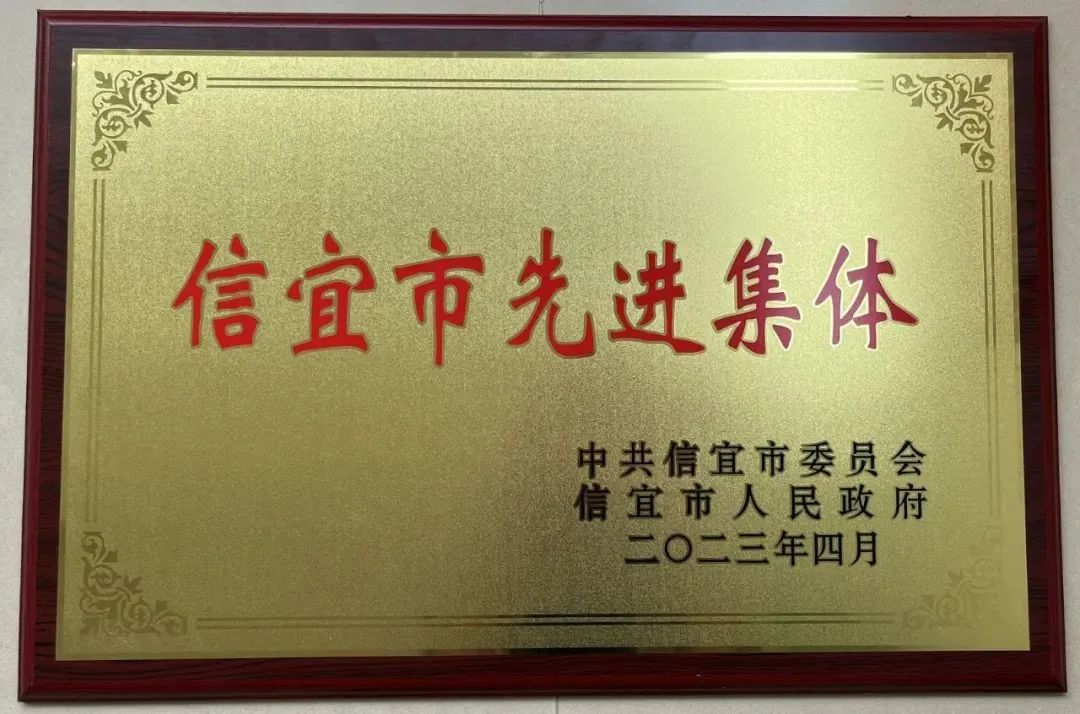 信宜市先进集体
中共信宜市委员会
信宜市人民政府
二〇二三年四月